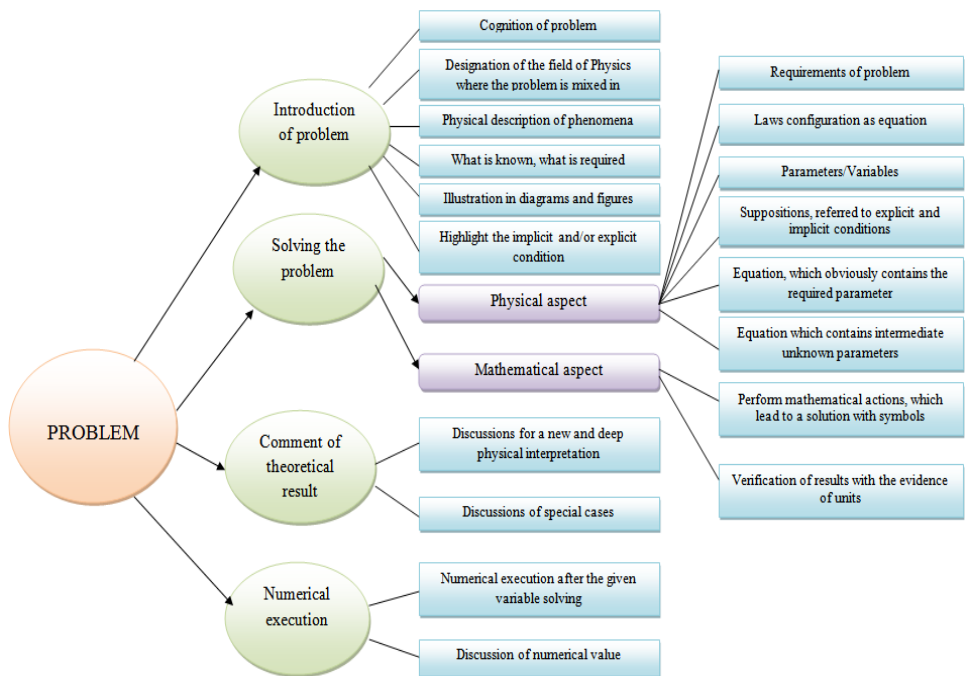 PROBLEM
Introduction
of problem
Cognition of problem
Designation of the field of Physics
where the problem is mixed in
Physical description of phenomena
What is known, what is required
Illustration in diagrams and figures
Highlight the implicit and/or explicit
condition
Solving the
problem
Physical aspect
Requirements of problem
Laws configuration as equation
Parameters/Variables
Suppositions, referred to explicit and
implicit conditions
Equation, which obviously contains the
required parameter
Equation which contains intermediate
unknown parameters
Mathematical aspect
Perform mathematical actions, which
lead to a solution with symbols
Verification of results with the evidence
of units
Comment of
theoretical
result
Discussions for a new and deep
physical interpretation
Discussions of special cases
Numerical
execution
Numerical execution after the given
variable solving
Discussion of numerical value